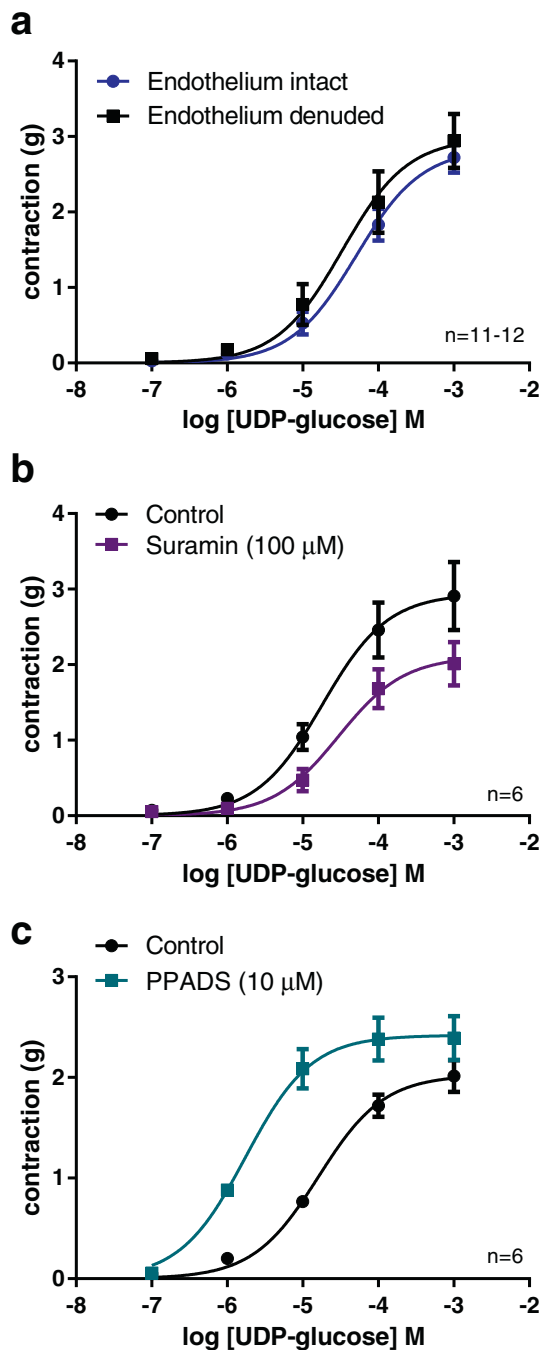 a
4
Endothelium intact
Endothelium denuded
3
2
1
0
contraction (g)
n=11-12
-8 -7 -6 -5 -4 -3 -2
log [UDP-glucose] M
b
4
Control
Suramin (100 μM)
3
2
1
0
contraction (g)
n=6
-8 -7 -6 -5 -4 -3 -2
log [UDP-glucose] M
c
Control
PPADS (10 μM)
3
2
1
0
contraction (g)
n=6
-8 -7 -6 -5 -4 -3 -2
log [UDP-glucose] M